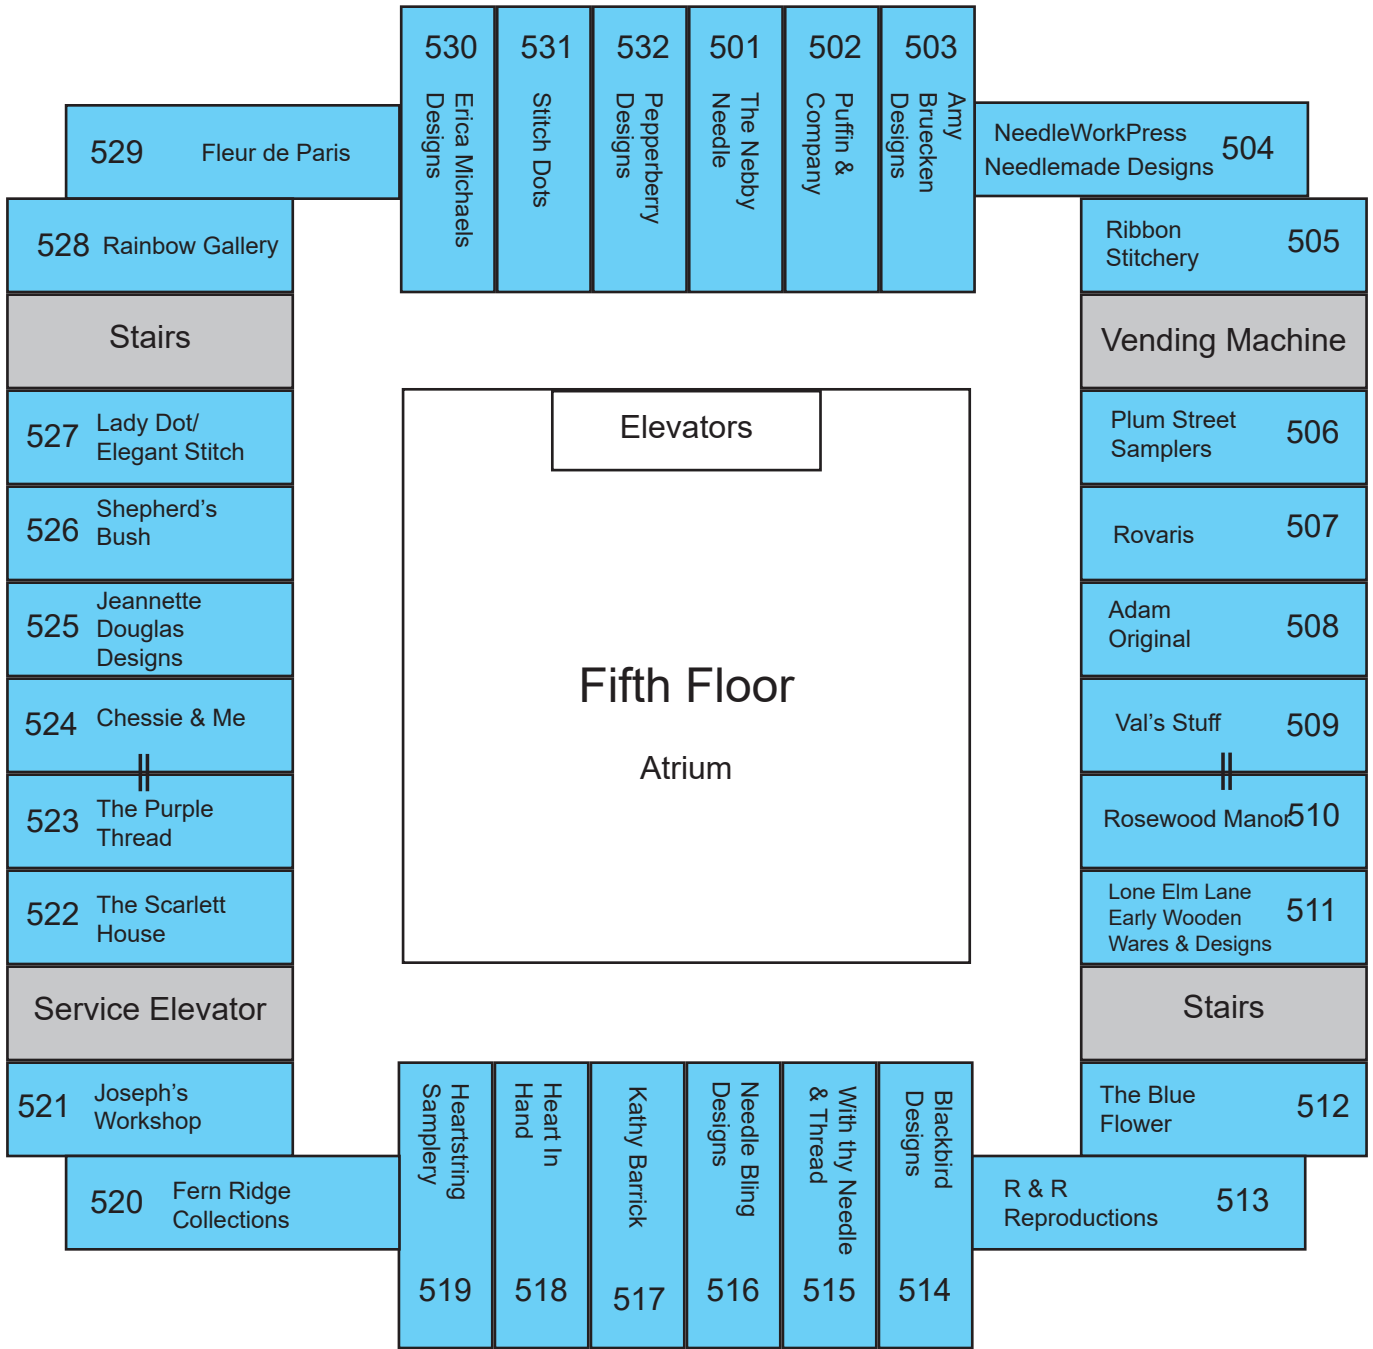 530
Erica Michaels
Designs
531
Stitch Dots
532
Pepperberry
Designs
501
The Nebby
Needle
502
Puffin &
Company
503
Amy
Bruecken
Designs
529 Fleur de Paris
NeedleWorkPress
Needlemade Designs
504
528 Rainbow Gallery
Ribbon
Stitchery
505
Stairs
Vending Machine
Elevators
527
Lady Dot/
Elegant Stitch
Plum Street
Samplers
506
526
Shepherd's
Bush
Rovaris 507
525
Jeannette
Douglas
Designs
Adam
Original
508
Fifth Floor
Atrium
524 Chessie & Me
Val's Stuff 509
523
The Purple
Thread
Rosewood Manor 510
522
The Scarlett
House
Lone Elm Lane
Early Wooden
Wares & Designs
511
Service Elevator
Stairs
521
Joseph's
Workshop
The Blue
Flower
512
520
Fern Ridge
Collections
Heartstring
Samplery
519
Heart In
Hand
518
Kathy Barrick
517
Needle Bling
Designs
516
With thy Needle
& Thread
515
Blackbird
Designs
514
R & R
Reproductions
513